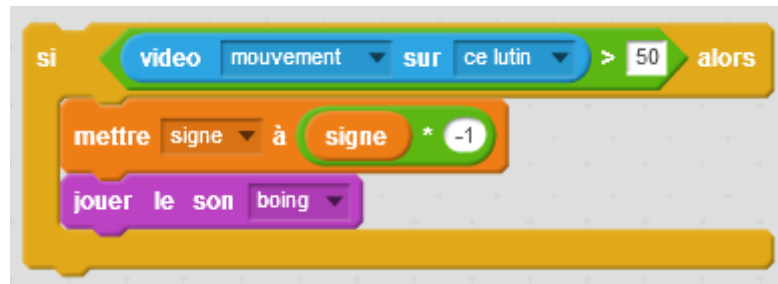 si video mouvement sur ce lutin > 50 alors
mettre signe à signe * -1
jouer le son boing